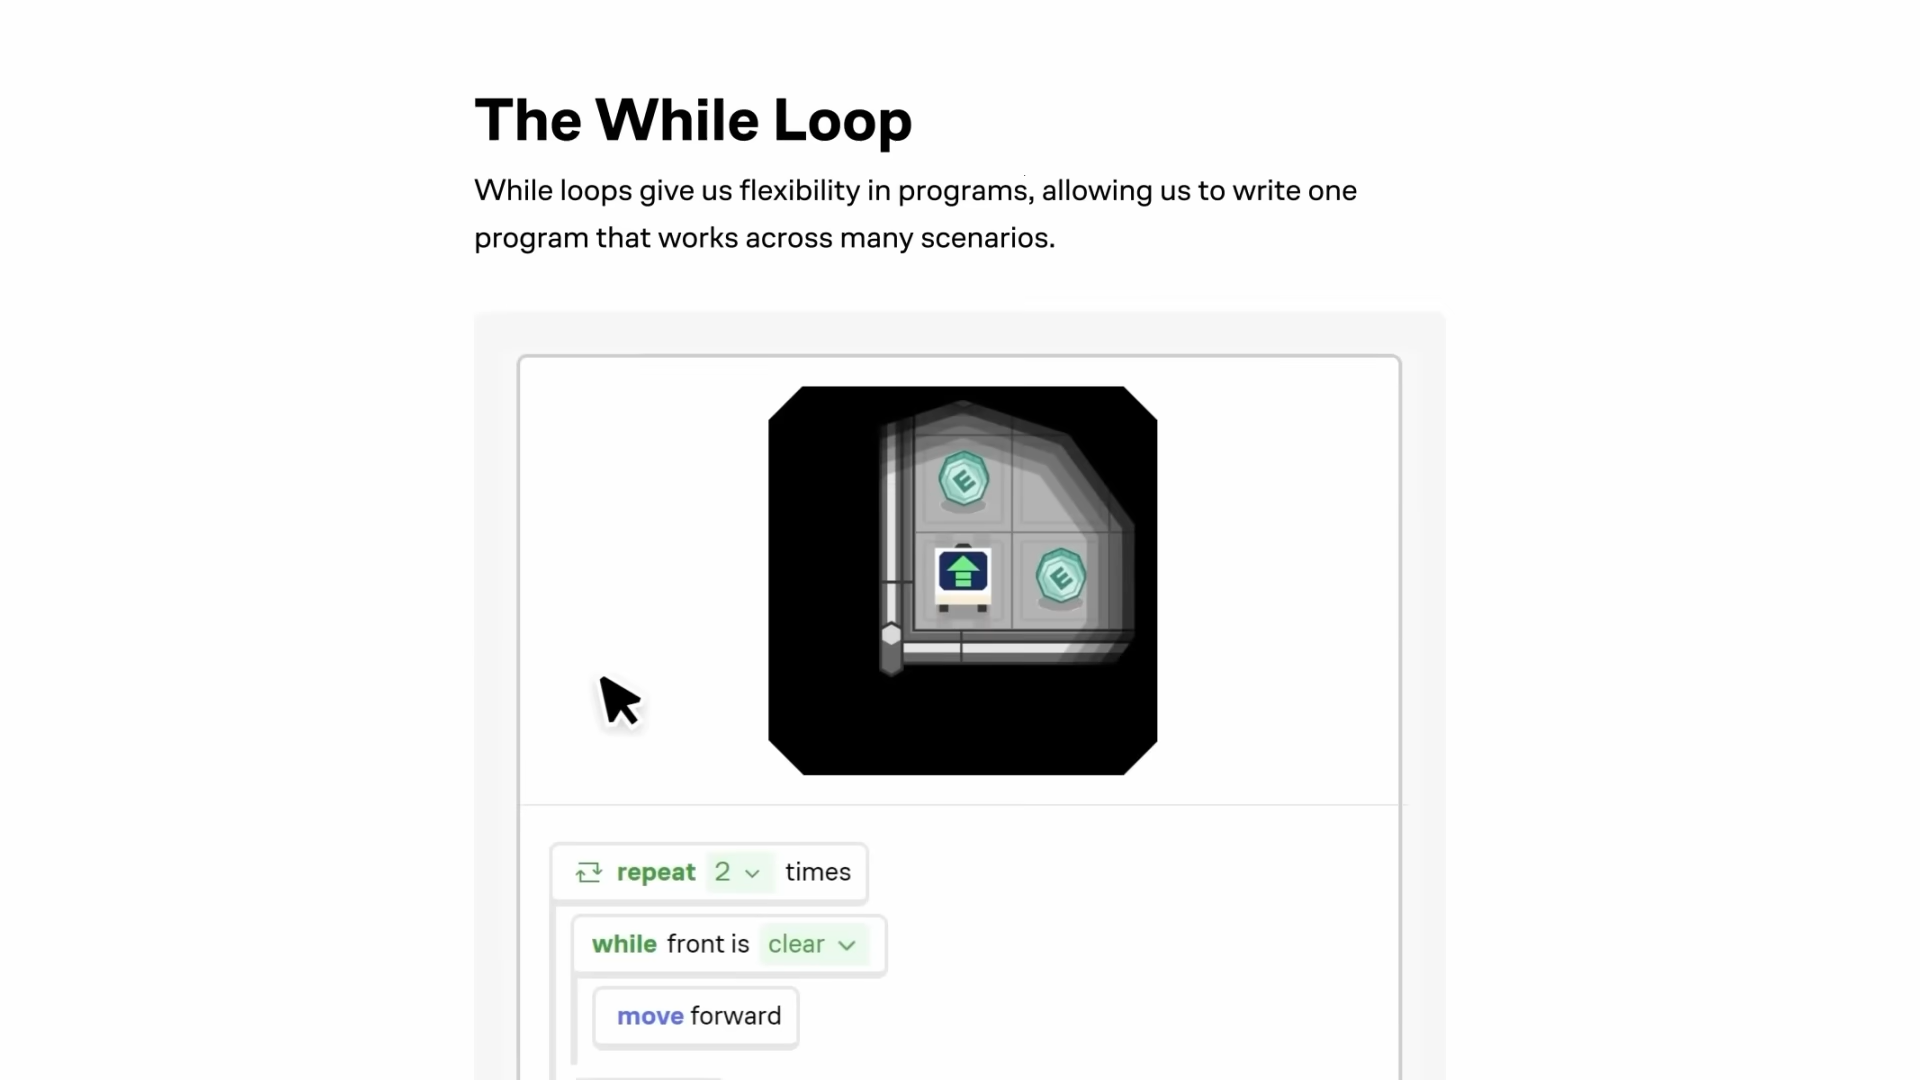 The While Loop
While loops give us flexibility in programs, allowing us to write one
program that works across many scenarios.
E
E
repeat 2 times
while front is clear
move forward